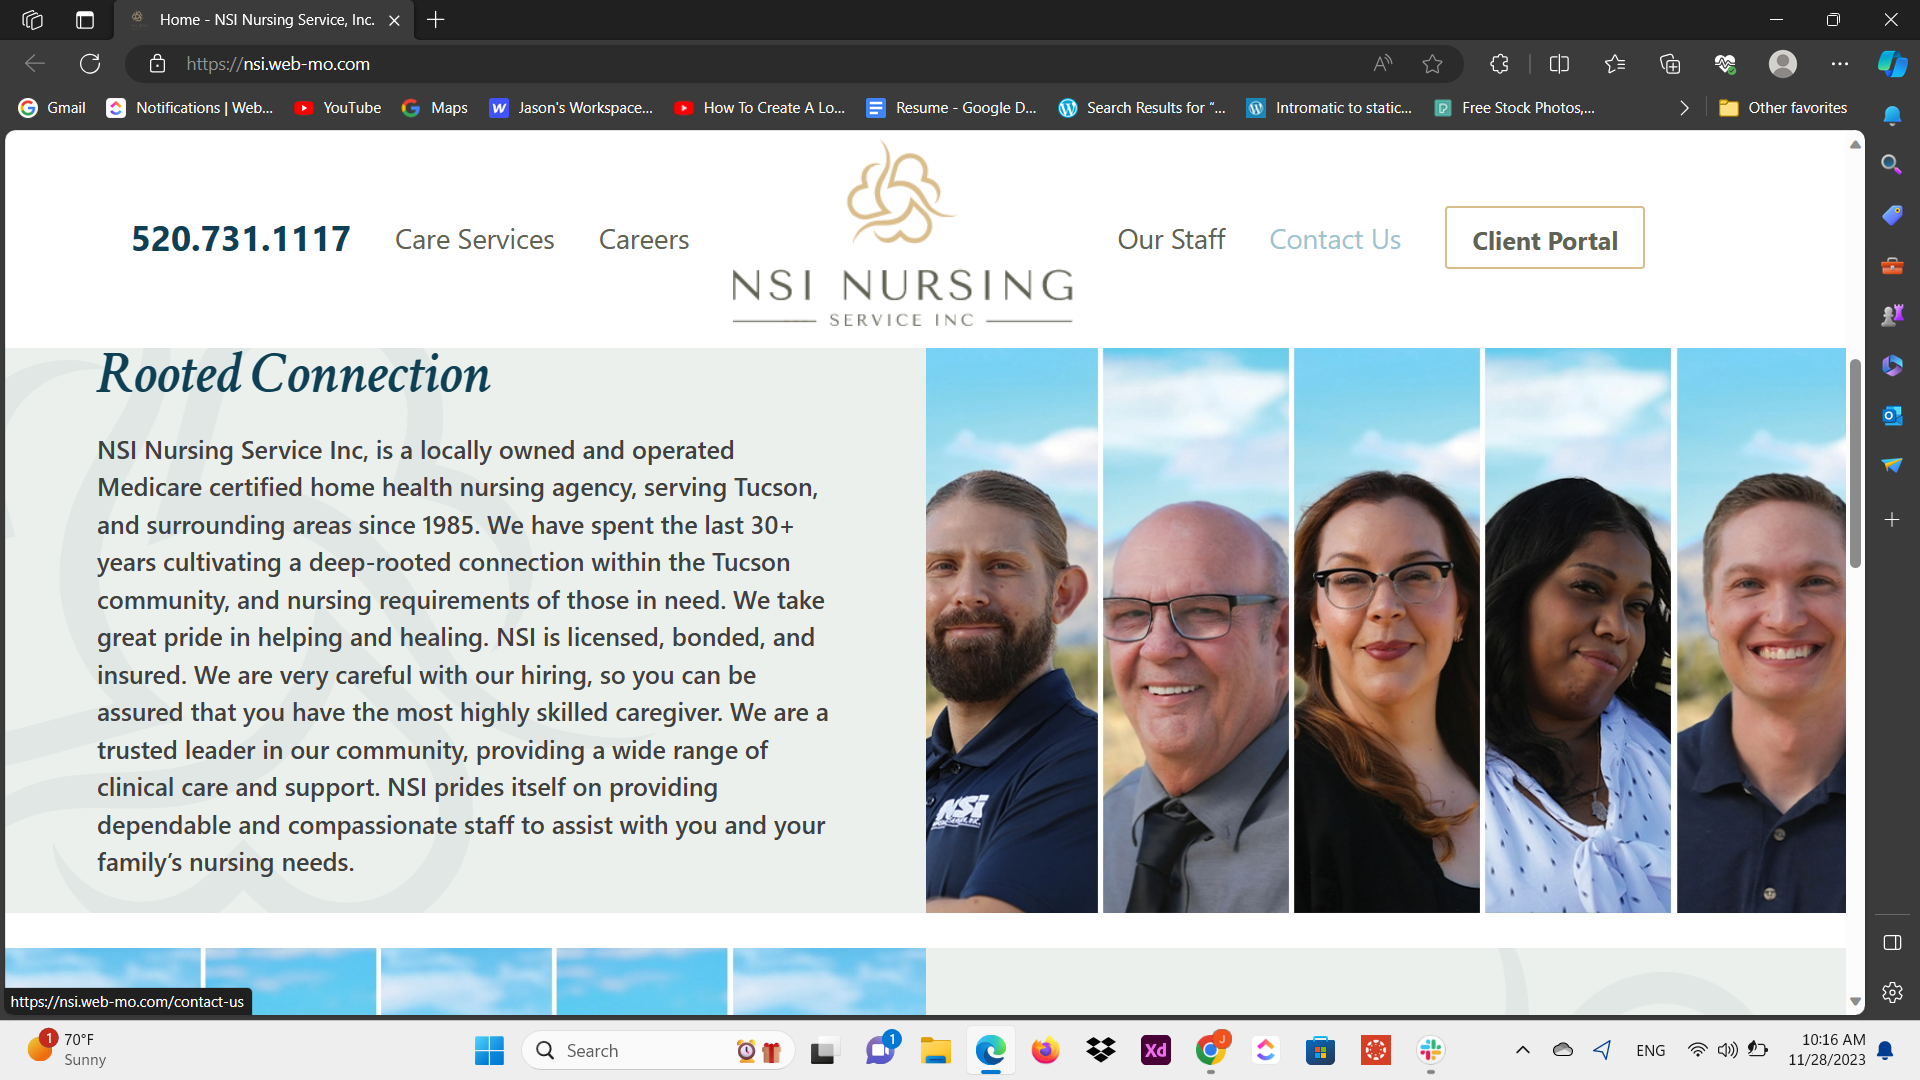 Home - NSI Nursing Service, Inc.
https://nsi.web-mo.com
Gmail
Notifications | Web...
YouTube
Maps
Jason's Workspace...
How To Create A Lo...
Resume - Google D...
Search Results for “...
Intromatic to static...
Free Stock Photos,...
Other favorites
520.731.1117
Care Services
Careers
NSI NURSING
SERVICE INC
Our Staff
Contact Us
Client Portal
Rooted Connection
NSI Nursing Service Inc, is a locally owned and operated
Medicare certified home health nursing agency, serving Tucson,
and surrounding areas since 1985. We have spent the last 30+
years cultivating a deep-rooted connection within the Tucson
community, and nursing requirements of those in need. We take
great pride in helping and healing. NSI is licensed, bonded, and
insured. We are very careful with our hiring, so you can be
assured that you have the most highly skilled caregiver. We are a
trusted leader in our community, providing a wide range of
clinical care and support. NSI prides itself on providing
dependable and compassionate staff to assist with you and your
family’s nursing needs.
NSI
https://nsi.web-mo.com/contact-us
1
70°F
Sunny
Search
1
Xd
J
ENG
10:16 AM
11/28/2023